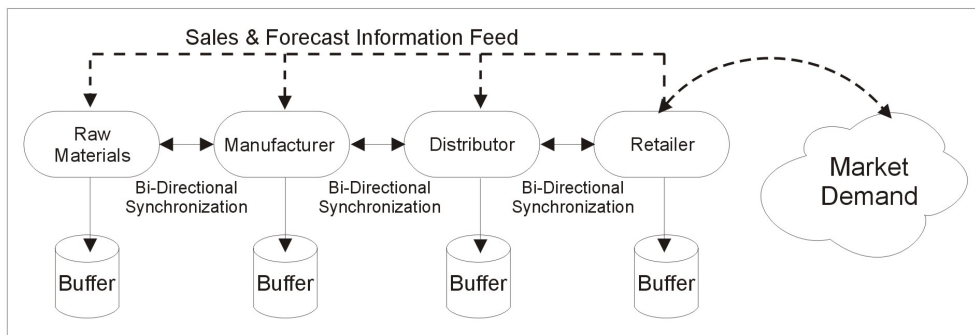 Sales & Forecast Information Feed
Raw
Materials
Manufacturer
Distributor
Retailer
Market
Demand
Bi-Directional
Synchronization
Bi-Directional
Synchronization
Bi-Directional
Synchronization
Buffer
Buffer
Buffer
Buffer